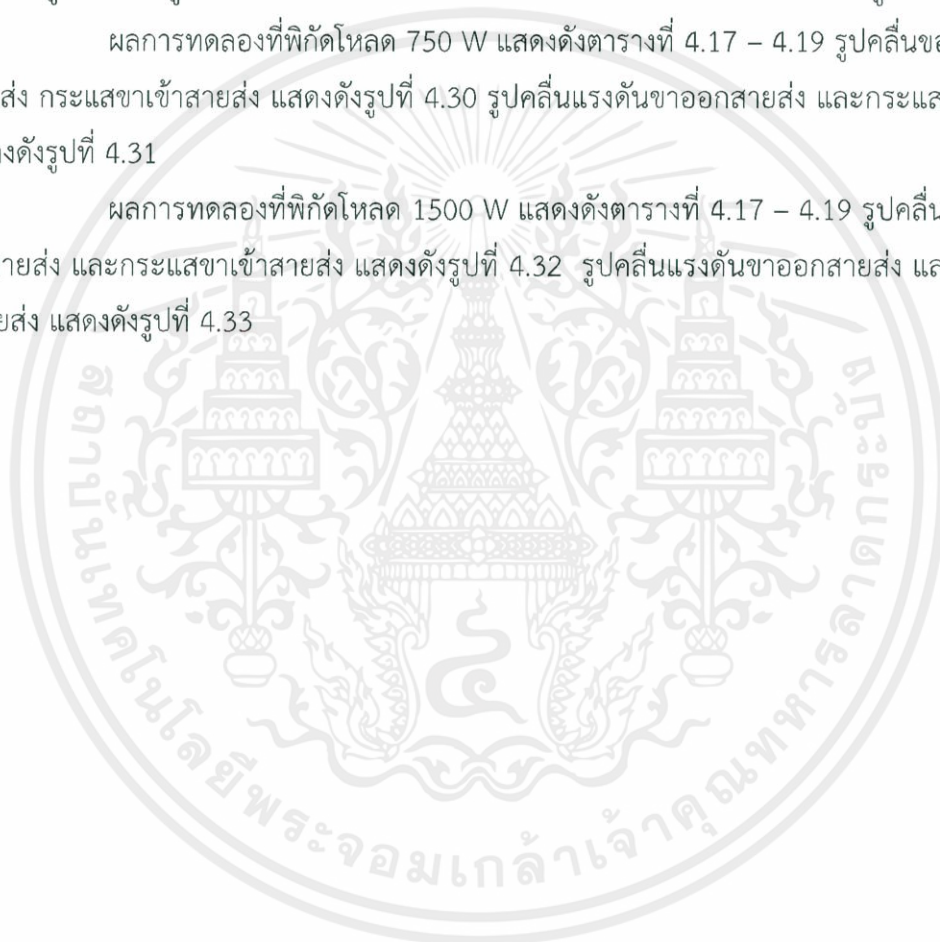 ผลการทดลองที่พิกัดโหลด 750 W แสดงดังตารางที่ 4.17 – 4.19 รูปคลื่นขอ
ส่ง กระแสขาเข้าสายส่ง แสดงดังรูปที่ 4.30 รูปคลื่นแรงดันขาออกสายส่ง และกระแส
งดังรูปที่ 4.31
ผลการทดลองที่พิกัดโหลด 1500 W แสดงดังตารางที่ 4.17 – 4.19 รูปคลื่น
ายส่ง และกระแสขาเข้าสายส่ง แสดงดังรูปที่ 4.32 รูปคลื่นแรงดันขาออกสายส่ง แล
ยส่ง แสดงดังรูปที่ 4.33
สถาบันเทคโนโลยีพระจอมเกล้าเจ้าคุณทหารลาดกระบัง